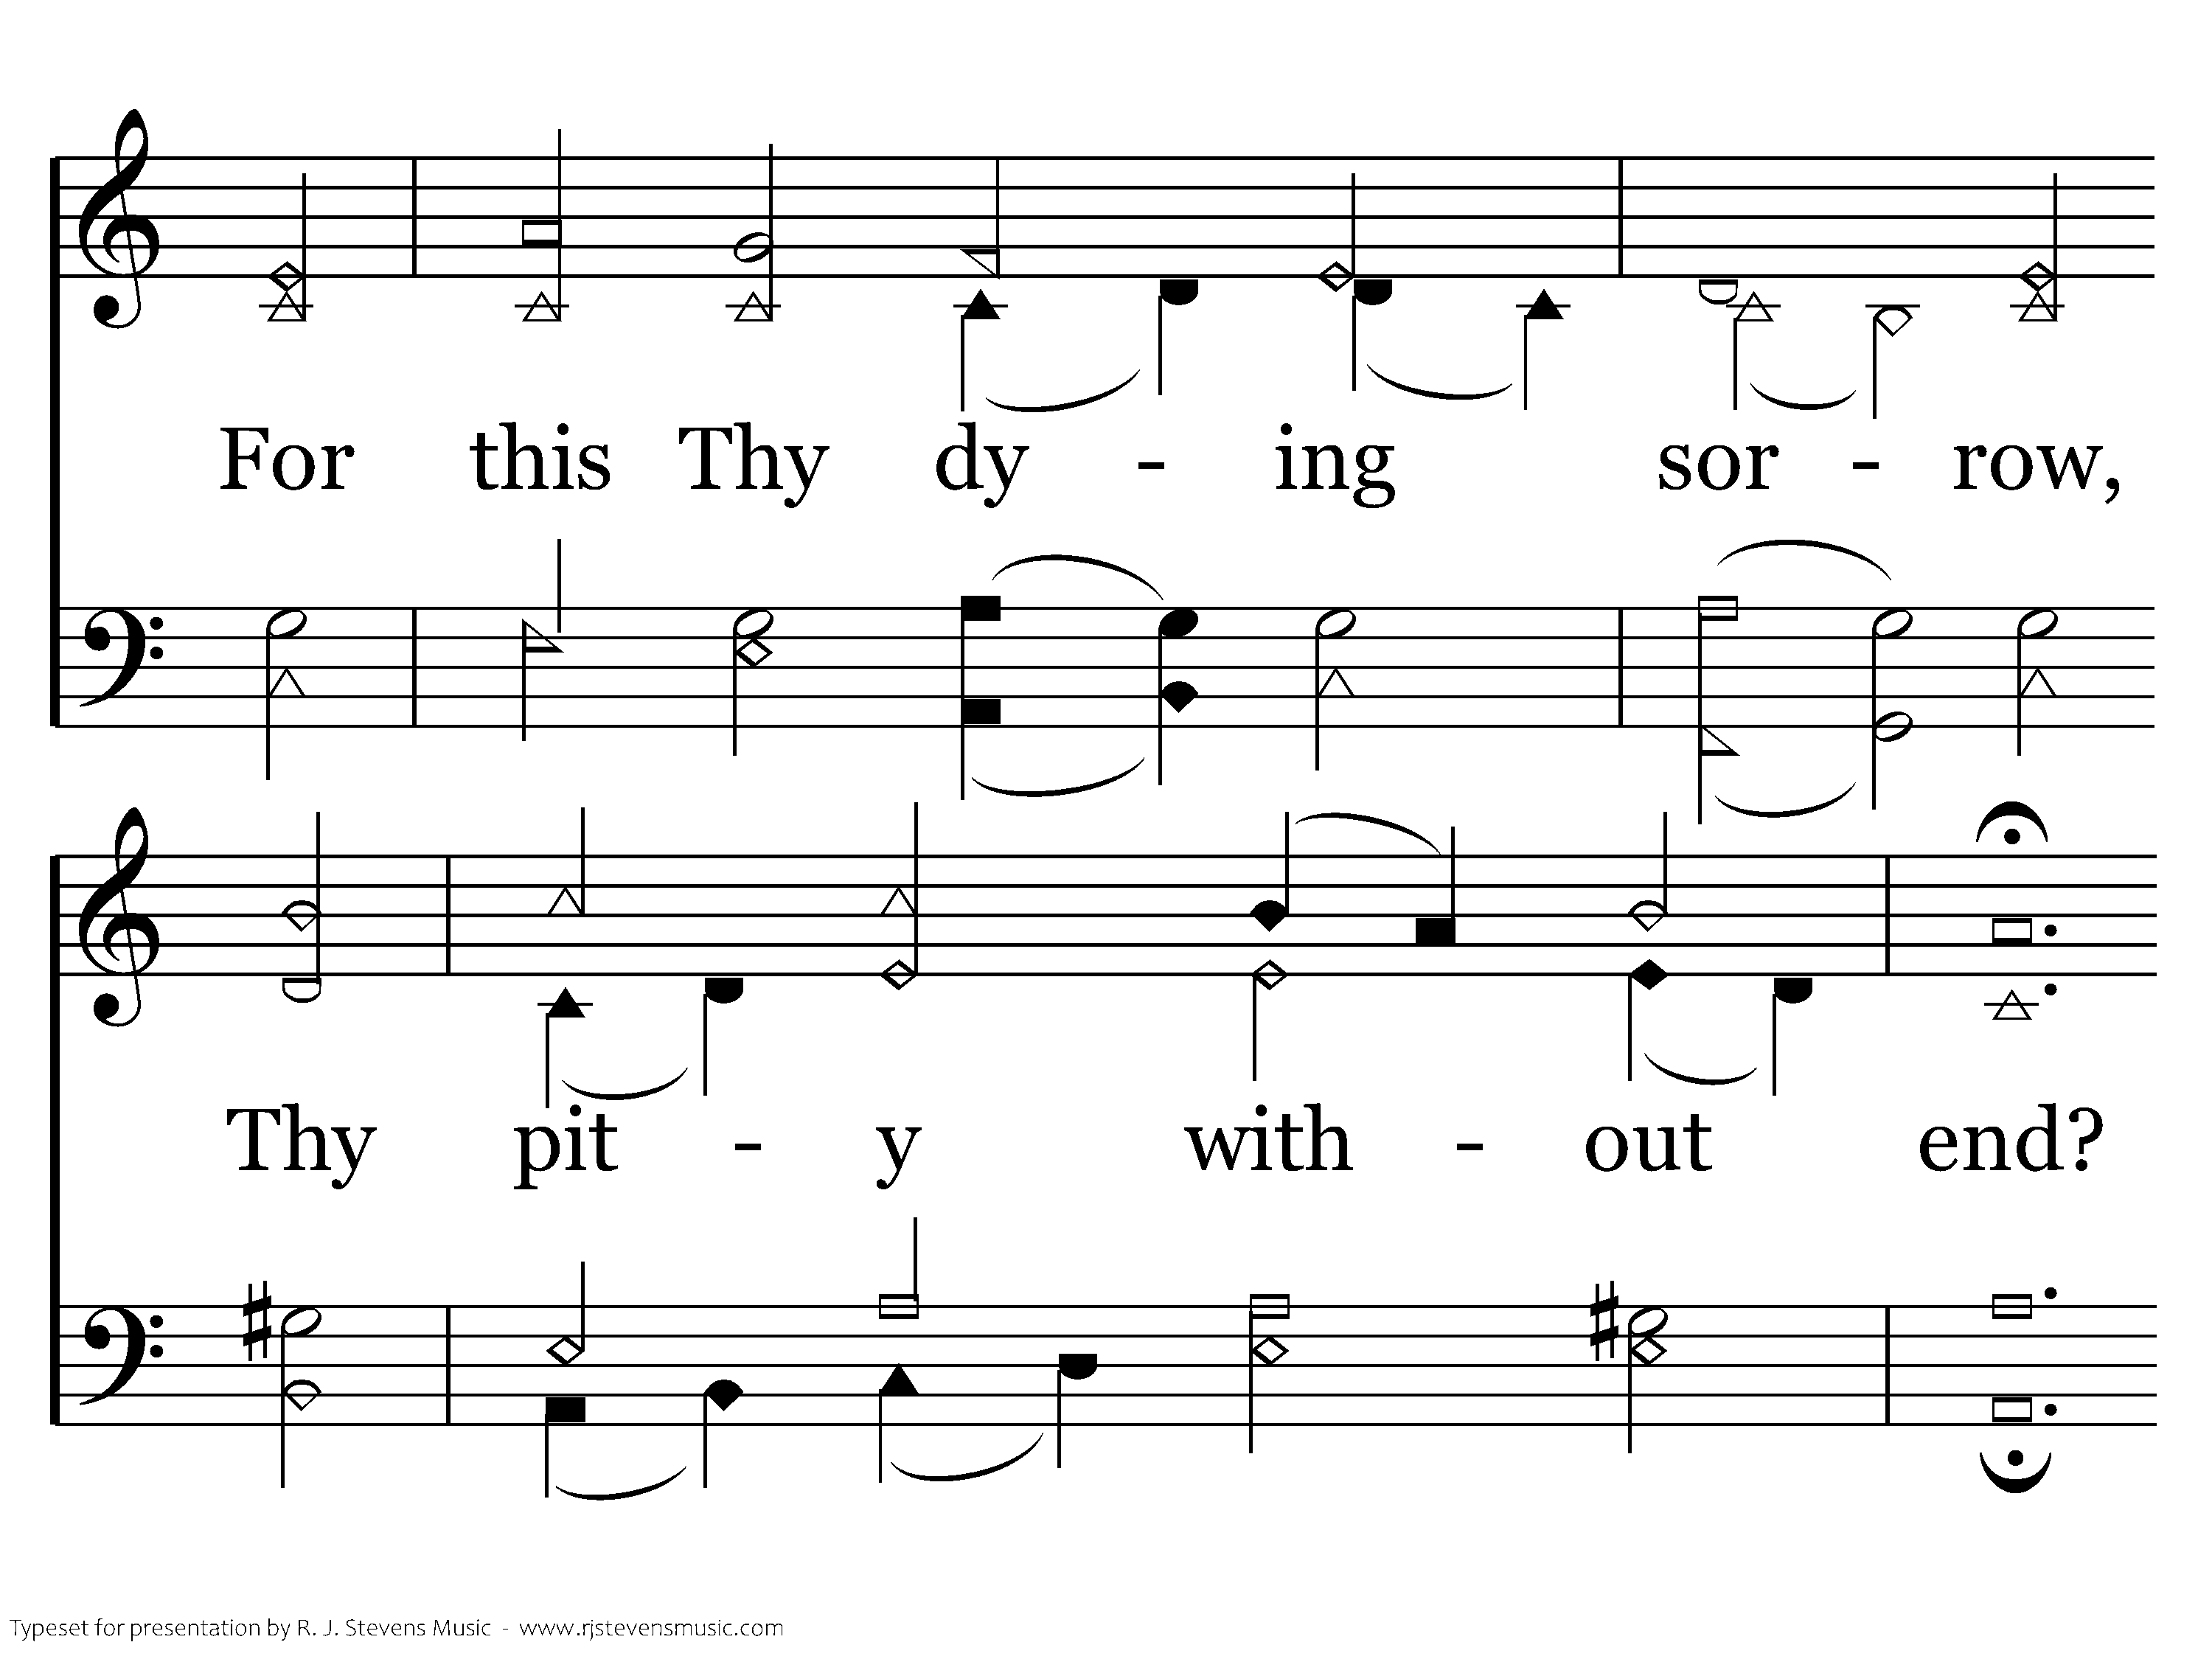 For this Thy dy - ing sor - row,
Thy pit - y with - out end?
Typeset for presentation by R. J. Stevens Music - www.rjstevensmusic.com